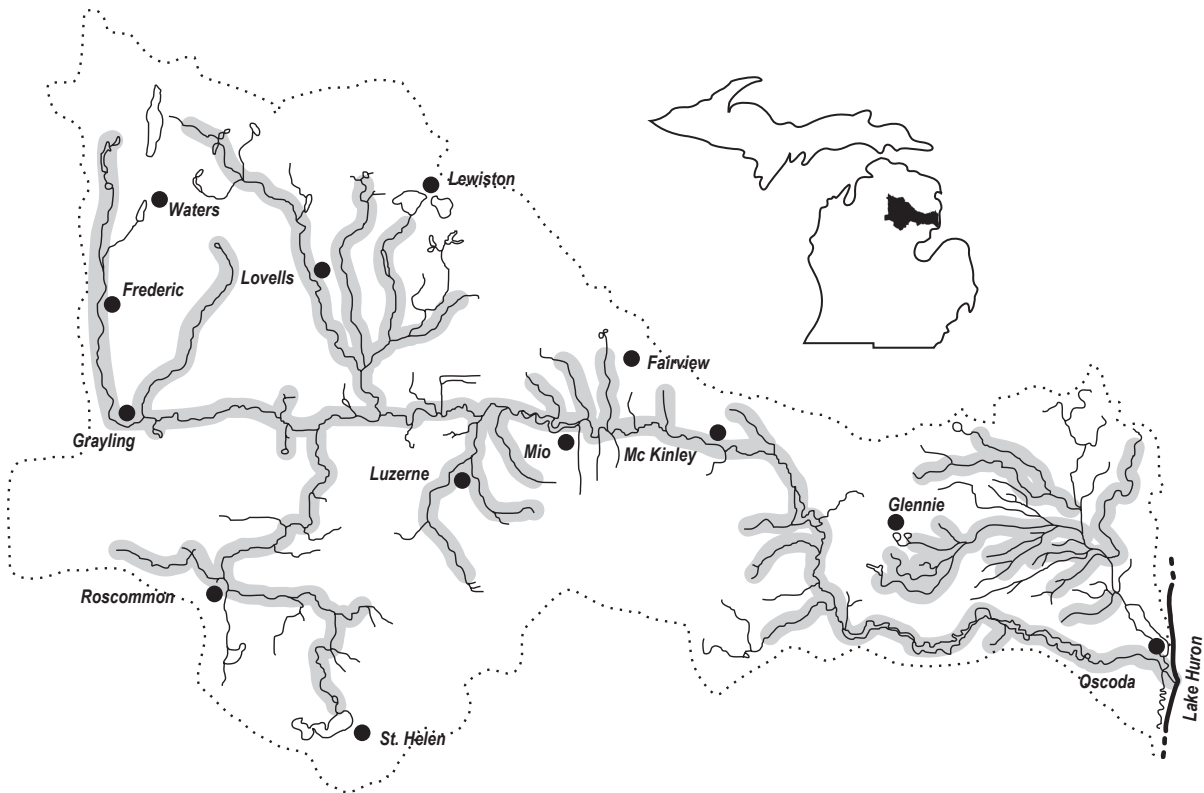 Lewiston
Waters
Lovells
Frederic
Fairview
Grayling
Mio
Mc Kinley
Luzerne
Glennie
Roscommon
Oscoda
Lake Huron
St. Helen